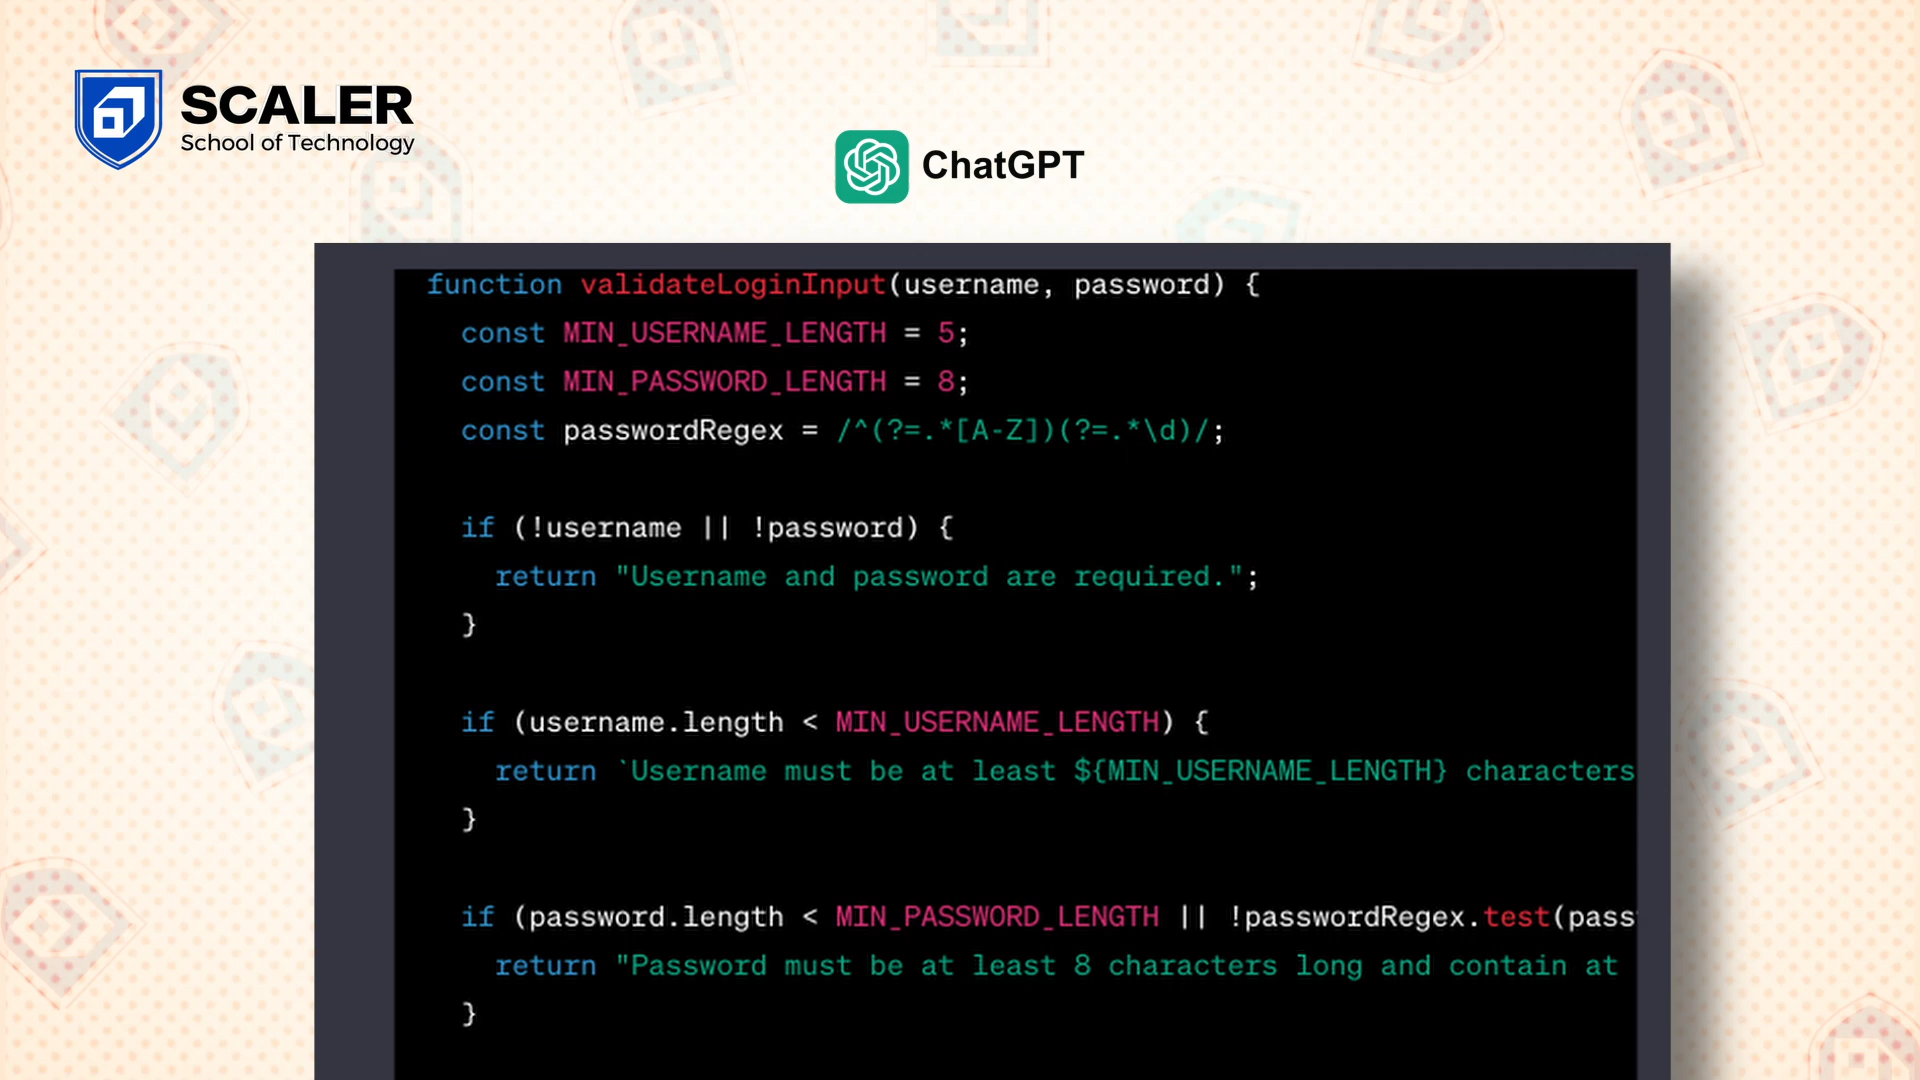 SCALER
School of Technology
ChatGPT
function validateLoginInput(username, password) {
const MIN_USERNAME_LENGTH = 5;
const MIN_PASSWORD_LENGTH = 8;
const passwordRegex = /^(?=.*[A-Z])(?=.*\d)/;
if (!username || !password) {
return "Username and password are required.";
}
if (username.length < MIN_USERNAME_LENGTH) {
return `Username must be at least ${MIN_USERNAME_LENGTH} characters
}
if (password.length < MIN_PASSWORD_LENGTH || !passwordRegex.test(pass
return "Password must be at least 8 characters long and contain at
}